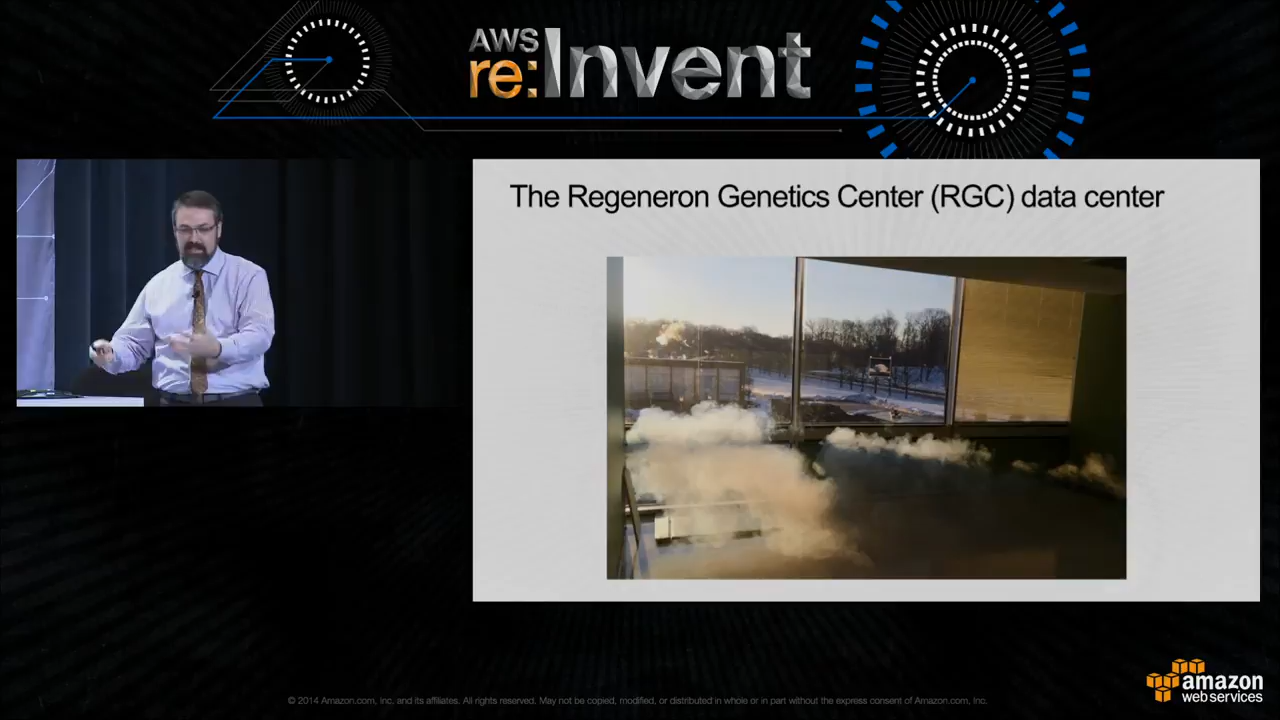 AWS
re:Invent
The Regeneron Genetics Center (RGC) data center
amazon
web services
© 2014 Amazon.com, Inc. and its affiliates. All rights reserved. May not be copied, modified, or distributed in whole or in part without the express consent of Amazon.com, Inc.